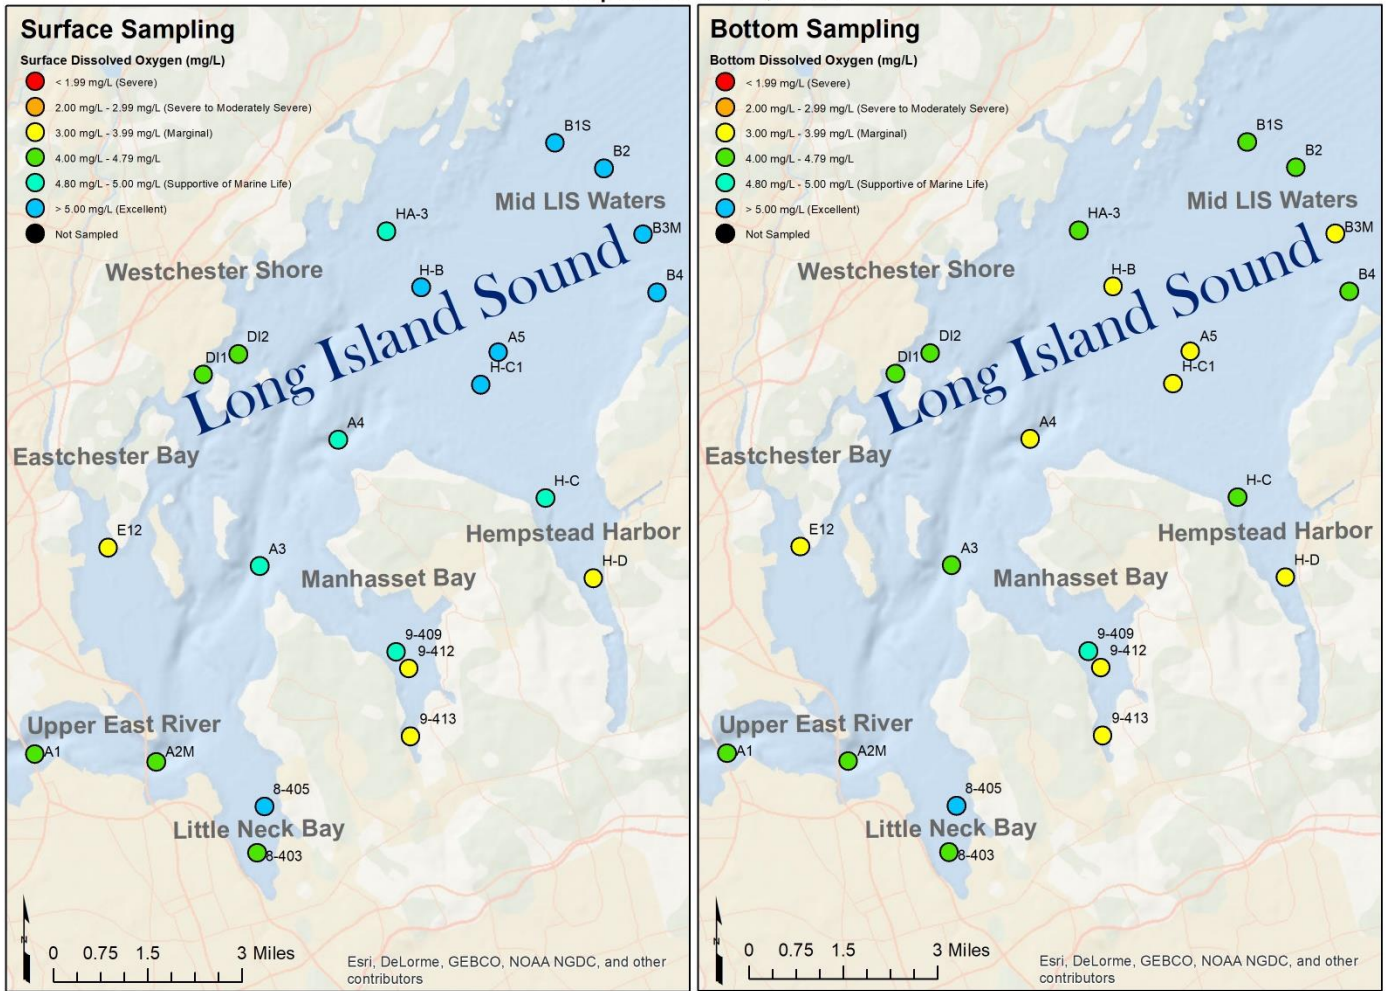 Surface Sampling
Surface Dissolved Oxygen (mg/L)
< 1.99 mg/L (Severe)
2.00 mg/L - 2.99 mg/L (Severe to Moderately Severe)
3.00 mg/L - 3.99 mg/L (Marginal)
4.00 mg/L - 4.79 mg/L
4.80 mg/L - 5.00 mg/L (Supportive of Marine Life)
> 5.00 mg/L (Excellent)
Not Sampled
B1S
B2
Mid LIS Waters
HA-3
B3M
Westchester Shore
H-B
B4
Long Island Sound
DI2
A5
DI1
H-C1
A4
Eastchester Bay
H-C
E12
Hempstead Harbor
A3
H-D
Manhasset Bay
9-409
9-412
9-413
Upper East River
A1
A2M
8-405
Little Neck Bay
8-403
N
0 0.75 1.5 3 Miles
Esri, DeLorme, GEBCO, NOAA NGDC, and other
contributors
Bottom Sampling
Bottom Dissolved Oxygen (mg/L)
< 1.99 mg/L (Severe)
2.00 mg/L - 2.99 mg/L (Severe to Moderately Severe)
3.00 mg/L - 3.99 mg/L (Marginal)
4.00 mg/L - 4.79 mg/L
4.80 mg/L - 5.00 mg/L (Supportive of Marine Life)
> 5.00 mg/L (Excellent)
Not Sampled
B1S
B2
Mid LIS Waters
HA-3
B3M
Westchester Shore
H-B
B4
Long Island Sound
DI2
A5
DI1
H-C1
A4
Eastchester Bay
H-C
E12
Hempstead Harbor
A3
H-D
Manhasset Bay
9-409
9-412
9-413
Upper East River
A1
A2M
8-405
Little Neck Bay
8-403
N
0 0.75 1.5 3 Miles
Esri, DeLorme, GEBCO, NOAA NGDC, and other
contributors